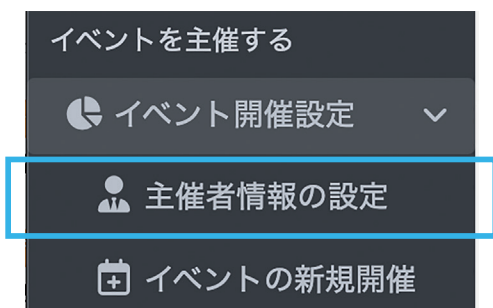 イベントを主催する
イベント開催設定
主催者情報の設定
イベントの新規開催